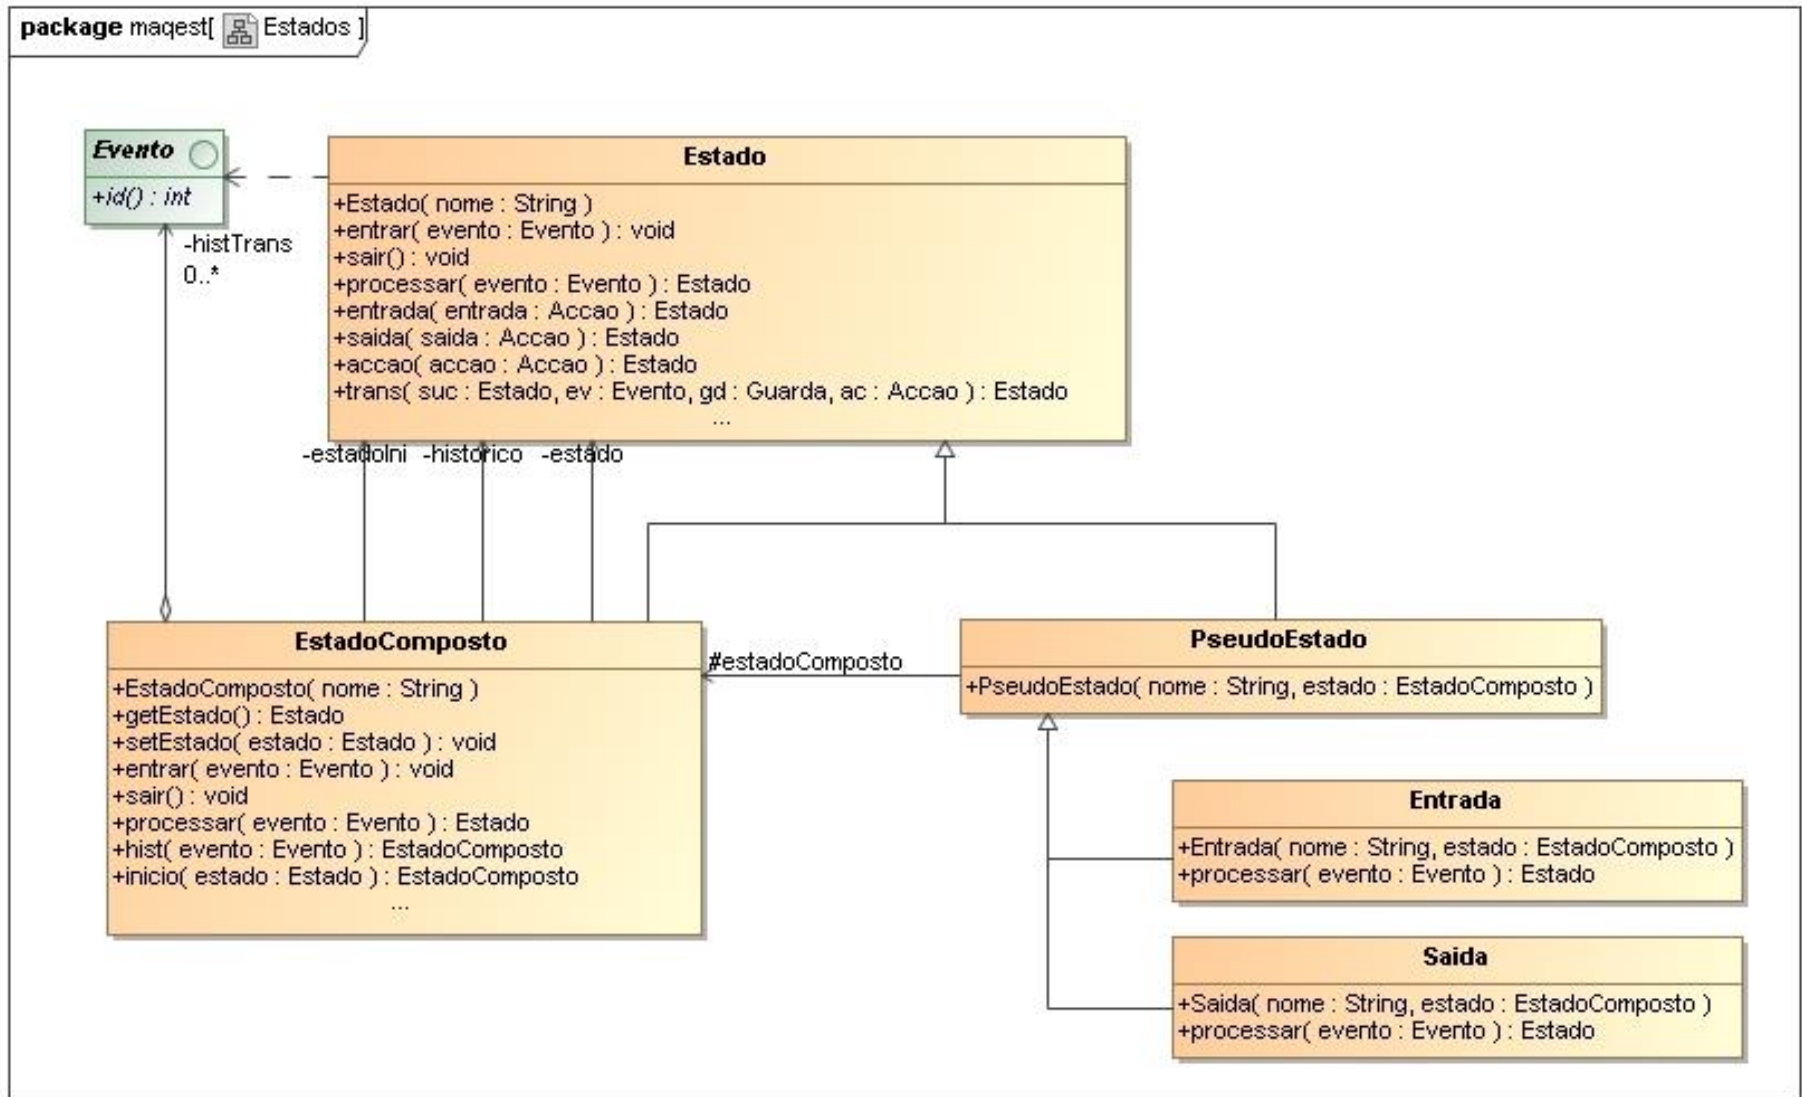 package maqest[ Estados ]
Evento
+id() : int
-histTrans
0..*
Estado
+Estado( nome : String )
+entrar( evento : Evento ) : void
+sair() : void
+processar( evento : Evento ) : Estado
+entrada( entrada : Accao ) : Estado
+saida( saida : Accao ) : Estado
+accao( accao : Accao ) : Estado
+trans( suc : Estado, ev : Evento, gd : Guarda, ac : Accao ) : Estado
...
-estadoIni -historico -estado
EstadoComposto
+EstadoComposto( nome : String )
+getEstado() : Estado
+setEstado( estado : Estado ) : void
+entrar( evento : Evento ) : void
+sair() : void
+processar( evento : Evento ) : Estado
+hist( evento : Evento ) : EstadoComposto
+inicio( estado : Estado ) : EstadoComposto
...
#estadoComposto
PseudoEstado
+PseudoEstado( nome : String, estado : EstadoComposto )
Entrada
+Entrada( nome : String, estado : EstadoComposto )
+processar( evento : Evento ) : Estado
Saida
+Saida( nome : String, estado : EstadoComposto )
+processar( evento : Evento ) : Estado